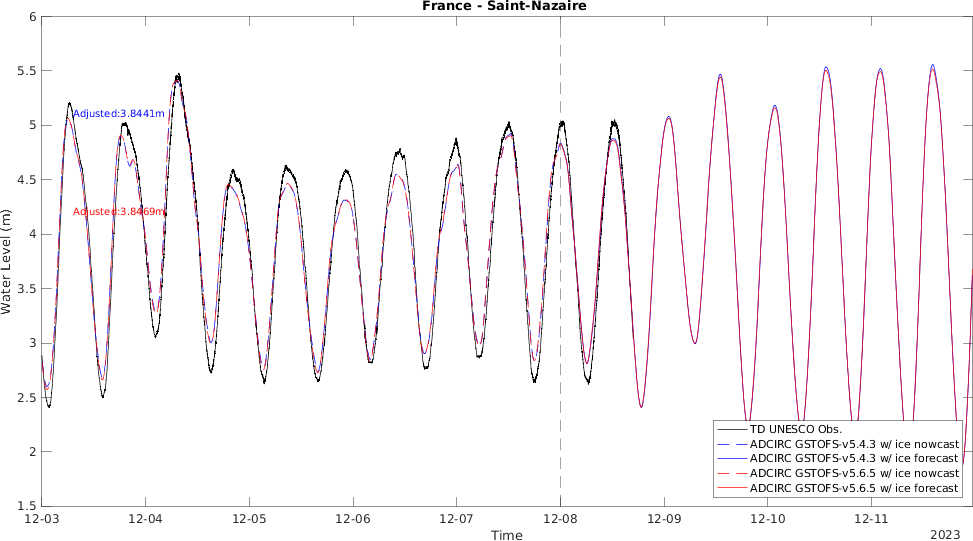 France - Saint-Nazaire
6
5.5
5
4.5
4
3.5
3
2.5
2
1.5
Water Level (m)
Adjusted:3.8441m
Adjusted:3.8469m
TD UNESCO Obs.
ADCIRC GSTOFS-v5.4.3 w/ ice nowcast
ADCIRC GSTOFS-v5.4.3 w/ ice forecast
ADCIRC GSTOFS-v5.6.5 w/ ice nowcast
ADCIRC GSTOFS-v5.6.5 w/ ice forecast
12-03 12-04 12-05 12-06 12-07 12-08 12-09 12-10 12-11
Time
2023